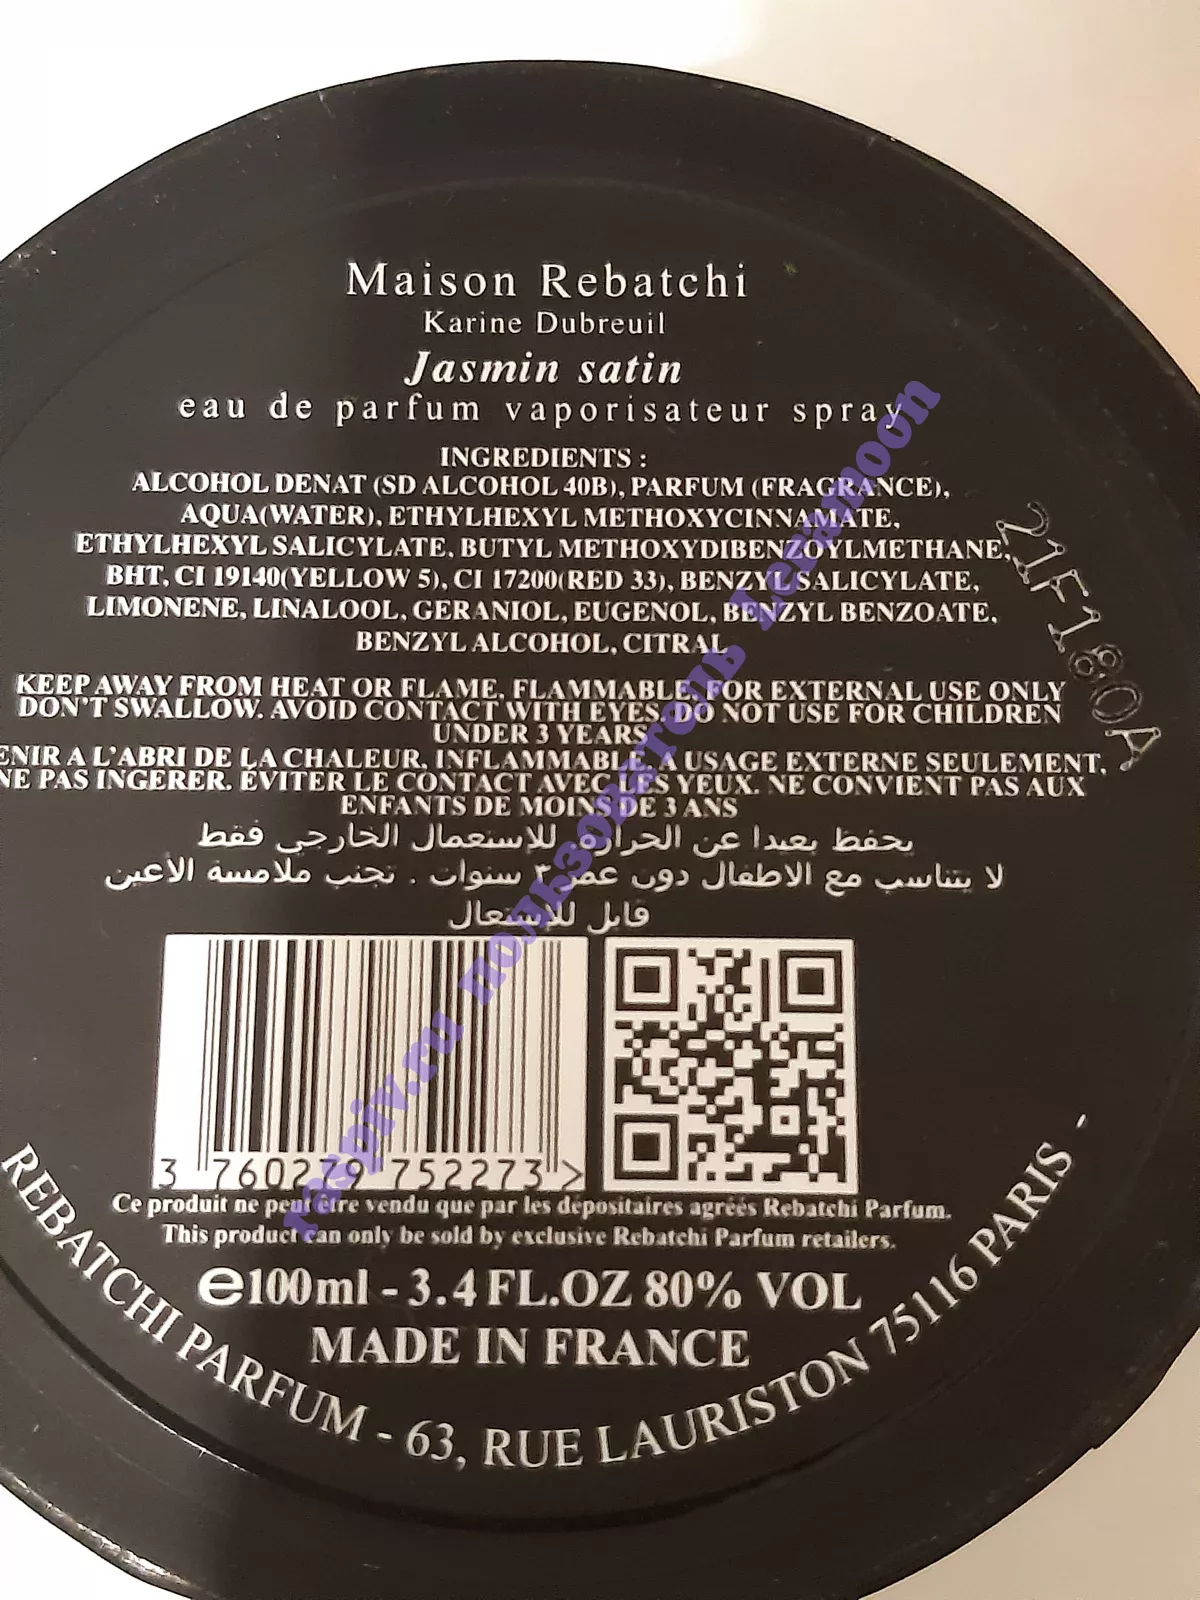 Maison Rebatchi
Karine Dubreuil
Jasmin satin
eau de parfum vaporisateur spray
INGREDIENTS :
ALCOHOL DENAT (SD ALCOHOL 40B), PARFUM (FRAGRANCE),
AQUA(WATER), ETHYLHEXYL METHOXYCINNAMATE,
ETHYLHEXYL SALICYLATE, BUTYL METHOXYDIBENZOYLMETHANE,
BHT, CI 19140(YELLOW 5), CI 17200(RED 33), BENZYL SALICYLATE,
LIMONENE, LINALOOL, GERANIOL, EUGENOL, BENZYL BENZOATE,
BENZYL ALCOHOL, CITRAL
21F180A
KEEP AWAY FROM HEAT OR FLAME, FLAMMABLE, FOR EXTERNAL USE ONLY
DON'T SWALLOW. AVOID CONTACT WITH EYES, DO NOT USE FOR CHILDREN
UNDER 3 YEARS
ENIR A L'ABRI DE LA CHALEUR, INFLAMMABLE, A USAGE EXTERNE SEULEMENT,
NE PAS INGERER. ÉVITER LE CONTACT AVEC LES YEUX. NE CONVIENT PAS AUX
ENFANTS DE MOINS DE 3 ANS
يحفظ بعيدا عن الحرارة. للإستعمال الخارجي فقط
لا يتناسب مع الاطفال دون عمر ٣ سنوات . تجنب ملامسة الاعين
قابل للإستعال
3 760279 752273 >
Ce produit ne peut être vendu que par les dépositaires agréés Rebatchi Parfum.
This product can only be sold by exclusive Rebatchi Parfum retailers.
e100ml - 3.4 FL.OZ 80% VOL
MADE IN FRANCE
REBATCHI PARFUM - 63, RUE LAURISTON 75116 PARIS -
raspiv.ru пользователь Leramoon